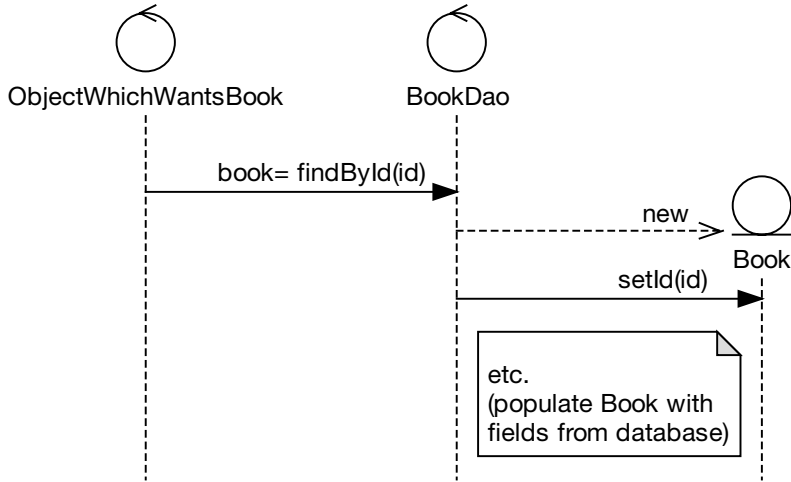 ObjectWhichWantsBook
BookDao
book= findById(id)
new
Book
setId(id)
etc.
(populate Book with
fields from database)